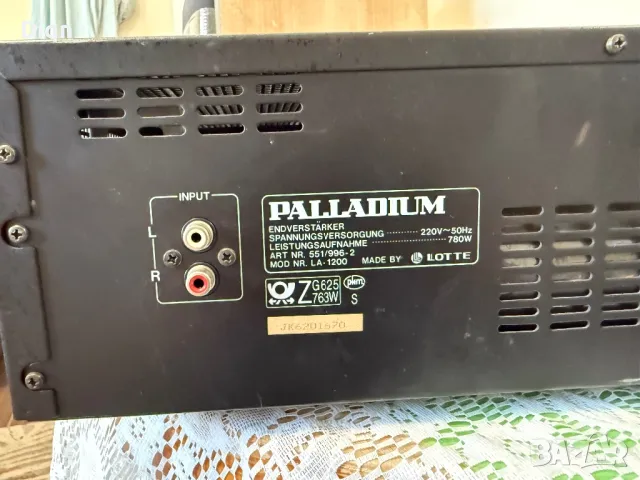 Dian
INPUT
L
R
PALLADIUM
ENDVERSTÄRKER
SPANNUNGSVERSORGUNG 220V~50Hz
LEISTUNGSAUFNAHME 780W
ART NR. 551/996-2
MOD NR. LA-1200 MADE BY LOTTE
Z G625 763W
S
BAZAR